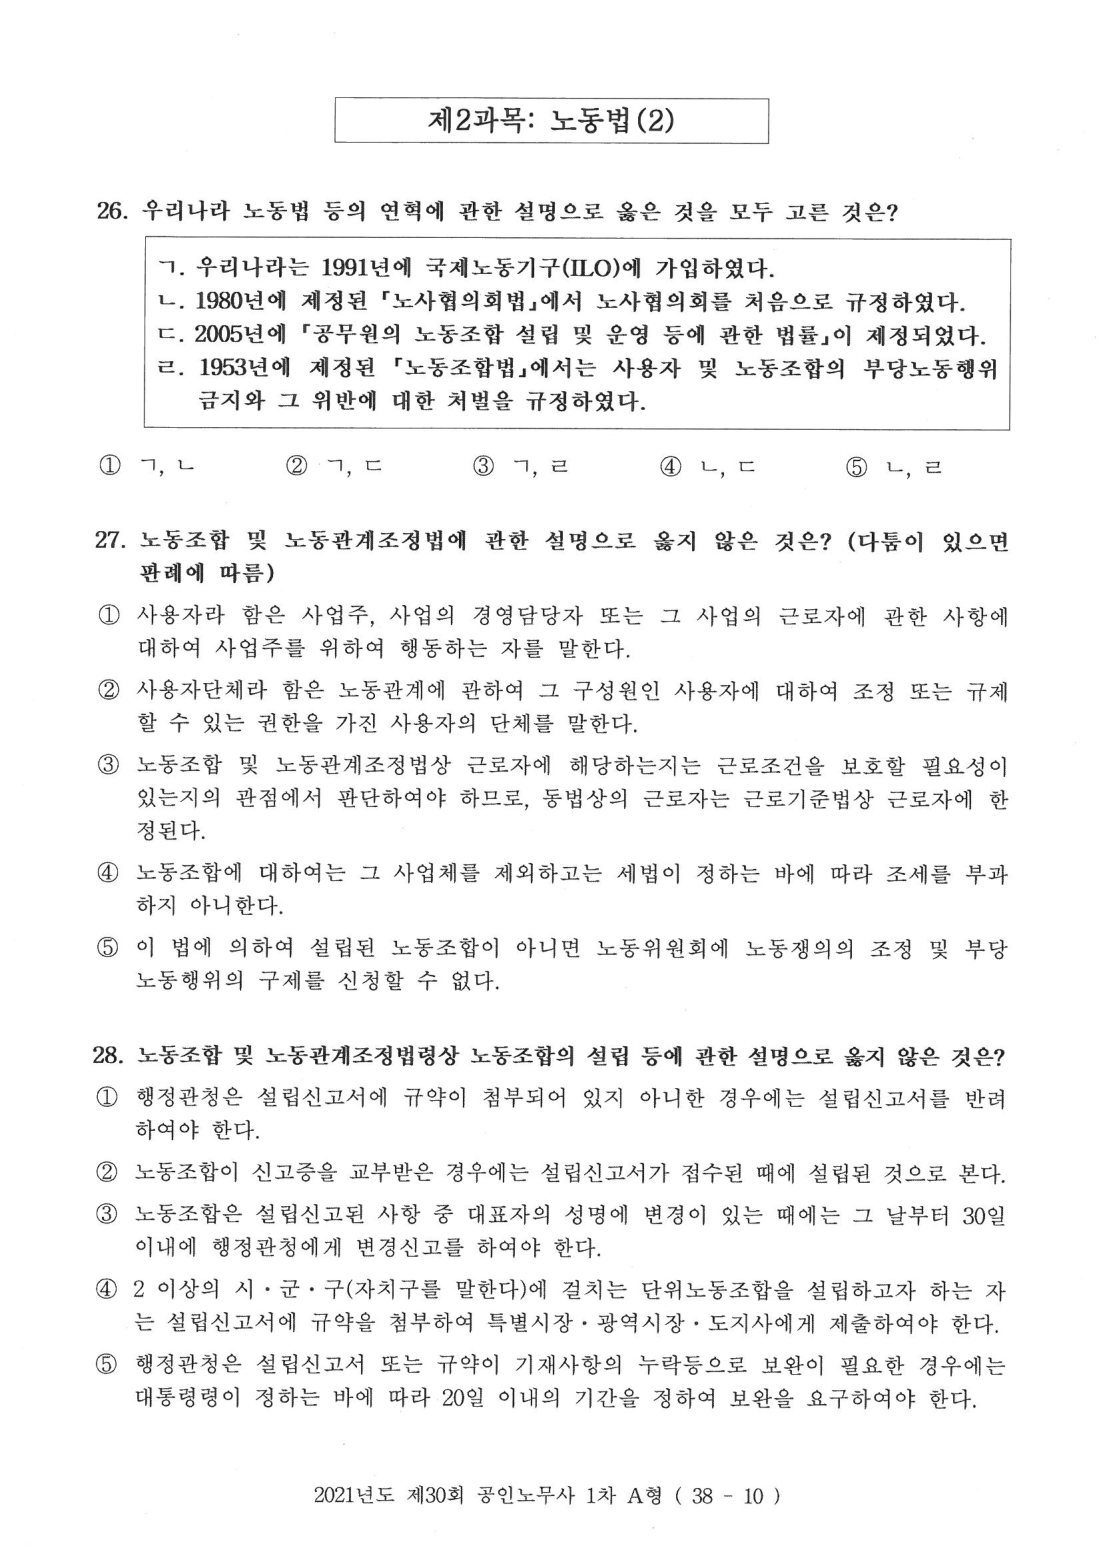 제2과목: 노동법(2)
26. 우리나라 노동법 등의 연혁에 관한 설명으로 옳은 것을 모두 고른 것은?
ㄱ. 우리나라는 1991년에 국제노동기구(ILO)에 가입하였다.
ㄴ. 1980년에 제정된 「노사협의회법」에서 노사협의회를 처음으로 규정하였다.
ㄷ. 2005년에 「공무원의 노동조합 설립 및 운영 등에 관한 법률」이 제정되었다.
ㄹ. 1953년에 제정된 「노동조합법」에서는 사용자 및 노동조합의 부당노동행위
금지와 그 위반에 대한 처벌을 규정하였다.
① ㄱ, ㄴ ② ㄱ, ㄷ ③ ㄱ, ㄹ ④ ㄴ, ㄷ ⑤ ㄴ, ㄹ
27. 노동조합 및 노동관계조정법에 관한 설명으로 옳지 않은 것은? (다툼이 있으면
판례에 따름)
① 사용자라 함은 사업주, 사업의 경영담당자 또는 그 사업의 근로자에 관한 사항에
대하여 사업주를 위하여 행동하는 자를 말한다.
② 사용자단체라 함은 노동관계에 관하여 그 구성원인 사용자에 대하여 조정 또는 규제
할 수 있는 권한을 가진 사용자의 단체를 말한다.
③ 노동조합 및 노동관계조정법상 근로자에 해당하는지는 근로조건을 보호할 필요성이
있는지의 관점에서 판단하여야 하므로, 동법상의 근로자는 근로기준법상 근로자에 한
정된다.
④ 노동조합에 대하여는 그 사업체를 제외하고는 세법이 정하는 바에 따라 조세를 부과
하지 아니한다.
⑤ 이 법에 의하여 설립된 노동조합이 아니면 노동위원회에 노동쟁의의 조정 및 부당
노동행위의 구제를 신청할 수 없다.
28. 노동조합 및 노동관계조정법령상 노동조합의 설립 등에 관한 설명으로 옳지 않은 것은?
① 행정관청은 설립신고서에 규약이 첨부되어 있지 아니한 경우에는 설립신고서를 반려
하여야 한다.
② 노동조합이 신고증을 교부받은 경우에는 설립신고서가 접수된 때에 설립된 것으로 본다.
③ 노동조합은 설립신고된 사항 중 대표자의 성명에 변경이 있는 때에는 그 날부터 30일
이내에 행정관청에게 변경신고를 하여야 한다.
④ 2 이상의 시·군·구(자치구를 말한다)에 걸치는 단위노동조합을 설립하고자 하는 자
는 설립신고서에 규약을 첨부하여 특별시장·광역시장·도지사에게 제출하여야 한다.
⑤ 행정관청은 설립신고서 또는 규약이 기재사항의 누락등으로 보완이 필요한 경우에는
대통령령이 정하는 바에 따라 20일 이내의 기간을 정하여 보완을 요구하여야 한다.
2021년도 제30회 공인노무사 1차 A형 ( 38 - 10 )